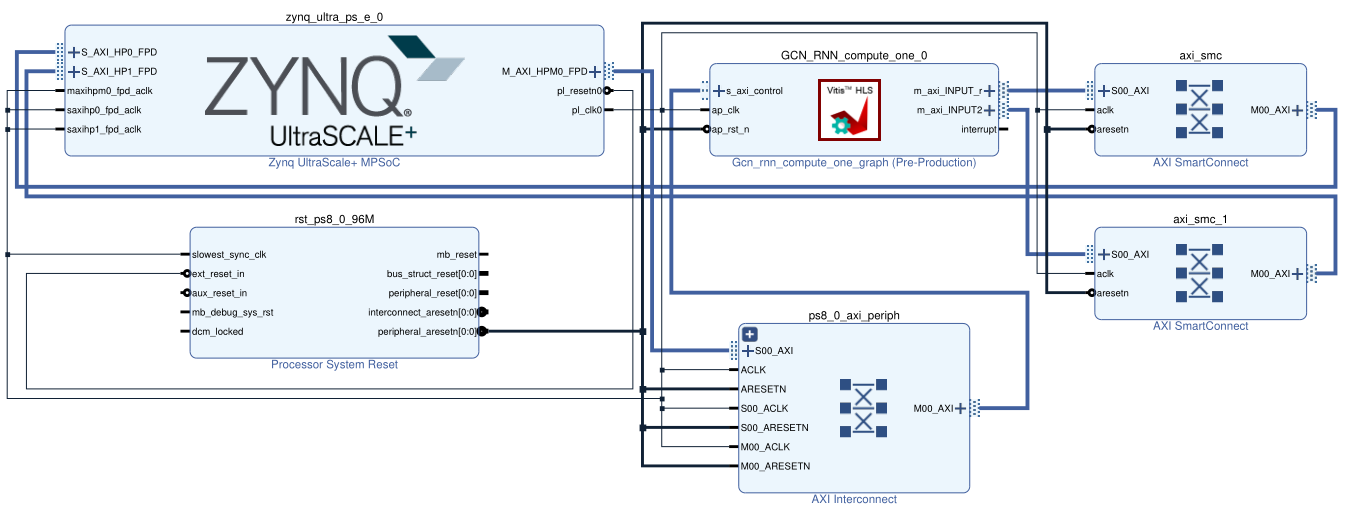 zynq_ultra_ps_e_0
S_AXI_HP0_FPD
S_AXI_HP1_FPD
maxihpm0_fpd_aclk
saxihp0_fpd_aclk
saxihp1_fpd_aclk
ZYNQ®
UltraSCALE+
M_AXI_HPM0_FPD
pl_resetn0
pl_clk0
Zynq UltraScale+ MPSoC
GCN_RNN_compute_one_0
s_axi_control
ap_clk
ap_rst_n
Vitis™ HLS
m_axi_INPUT_r
m_axi_INPUT2
interrupt
Gcn_rnn_compute_one_graph (Pre-Production)
axi_smc
S00_AXI
aclk
aresetn
M00_AXI
AXI SmartConnect
rst_ps8_0_96M
slowest_sync_clk
ext_reset_in
aux_reset_in
mb_debug_sys_rst
dcm_locked
mb_reset
bus_struct_reset[0:0]
peripheral_reset[0:0]
interconnect_aresetn[0:0]
peripheral_aresetn[0:0]
Processor System Reset
axi_smc_1
S00_AXI
aclk
aresetn
M00_AXI
AXI SmartConnect
ps8_0_axi_periph
S00_AXI
ACLK
ARESETN
S00_ACLK
S00_ARESETN
M00_ACLK
M00_ARESETN
M00_AXI
AXI Interconnect